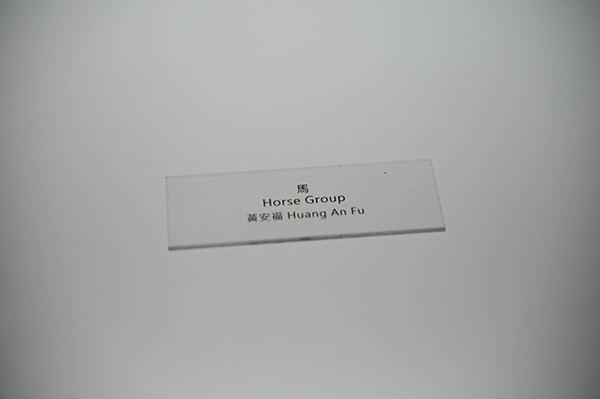 馬
Horse Group
黃安福 Huang An Fu